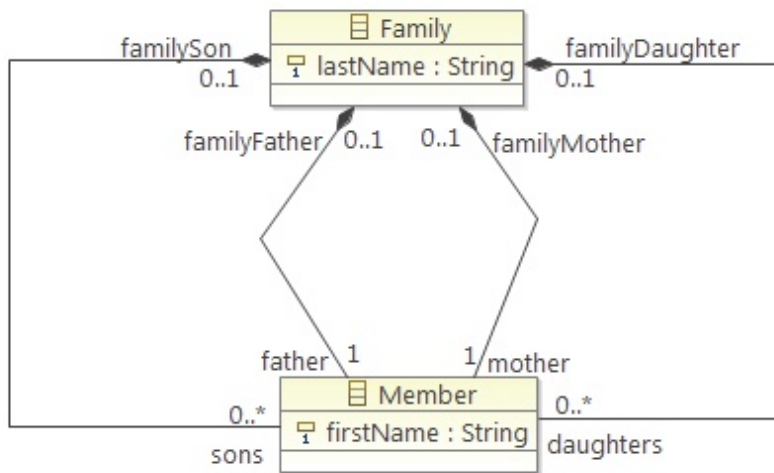 Family
familySon
familyDaughter
lastName : String
0..1
0..1
familyFather
0..1
0..1
familyMother
father
1
1
mother
Member
0..*
0..*
firstName : String
sons
daughters